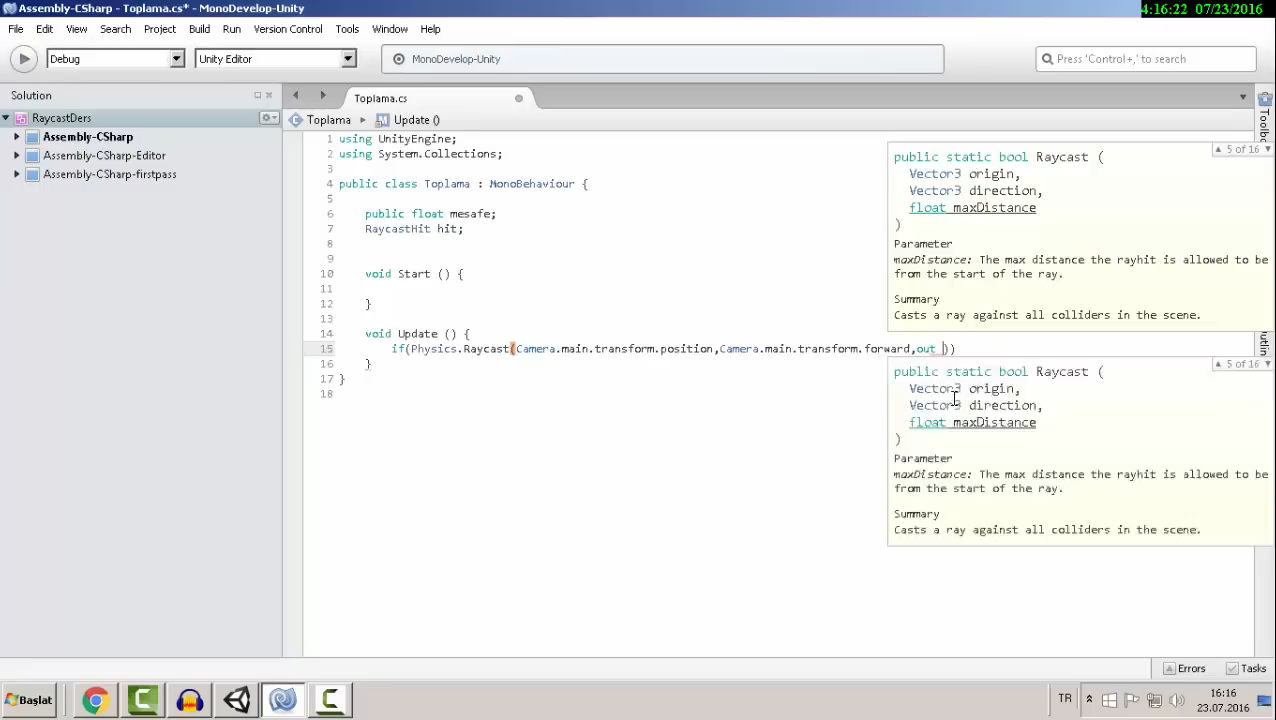 Assembly-CSharp - Toplama.cs* - MonoDevelop-Unity
4:16:22 07/23/2016
File Edit View Search Project Build Run Version Control Tools Window Help
Debug Unity Editor MonoDevelop-Unity Press 'Control+,' to search
Solution
Toplama.cs
RaycastDers
Toplama Update ()
Assembly-CSharp
Assembly-CSharp-Editor
Assembly-CSharp-firstpass
1 using UnityEngine;
2 using System.Collections;
3
4 public class Toplama : MonoBehaviour {
5
6 public float mesafe;
7 RaycastHit hit;
8
9
10 void Start () {
11
12 }
13
14 void Update () {
15 if(Physics.Raycast(Camera.main.transform.position,Camera.main.transform.forward,out ))
16 }
17 }
18
5 of 16
public static bool Raycast (
Vector3 origin,
Vector3 direction,
float maxDistance
)
Parameter
maxDistance: The max distance the rayhit is allowed to be
from the start of the ray.
Summary
Casts a ray against all colliders in the scene.
5 of 16
public static bool Raycast (
Vector3 origin,
Vector3 direction,
float maxDistance
)
Parameter
maxDistance: The max distance the rayhit is allowed to be
from the start of the ray.
Summary
Casts a ray against all colliders in the scene.
Errors Tasks
Başlat
TR
16:16
23.07.2016